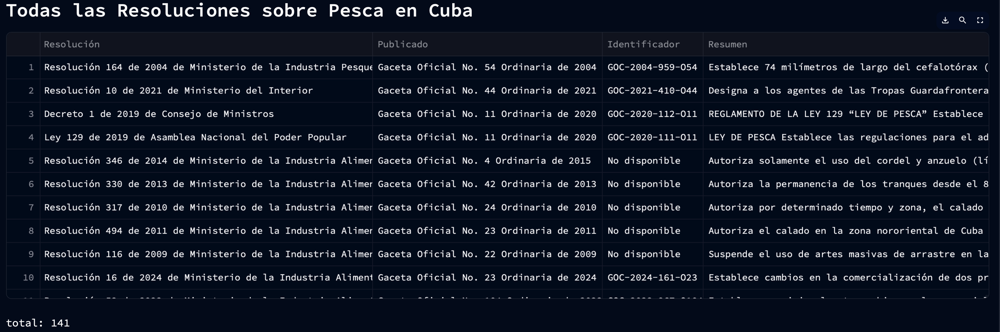 Todas las Resoluciones sobre Pesca en Cuba
Resolución Publicado Identificador Resumen
1 Resolución 164 de 2004 de Ministerio de la Industria Pesque Gaceta Oficial No. 54 Ordinaria de 2004 GOC-2004-959-O54 Establece 74 milímetros de largo del cefalotórax (
2 Resolución 10 de 2021 de Ministerio del Interior Gaceta Oficial No. 44 Ordinaria de 2021 GOC-2021-410-O44 Designa a los agentes de las Tropas Guardafrontera
3 Decreto 1 de 2019 de Consejo de Ministros Gaceta Oficial No. 11 Ordinaria de 2020 GOC-2020-112-O11 REGLAMENTO DE LA LEY 129 “LEY DE PESCA” Establece
4 Ley 129 de 2019 de Asamblea Nacional del Poder Popular Gaceta Oficial No. 11 Ordinaria de 2020 GOC-2020-111-O11 LEY DE PESCA Establece las regulaciones para el ad
5 Resolución 346 de 2014 de Ministerio de la Industria Alimen Gaceta Oficial No. 4 Ordinaria de 2015 No disponible Autoriza solamente el uso del cordel y anzuelo (lí
6 Resolución 330 de 2013 de Ministerio de la Industria Alimen Gaceta Oficial No. 42 Ordinaria de 2013 No disponible Autoriza la permanencia de los tranques desde el 8
7 Resolución 317 de 2010 de Ministerio de la Industria Alimen Gaceta Oficial No. 24 Ordinaria de 2010 No disponible Autoriza por determinado tiempo y zona, el calado
8 Resolución 494 de 2011 de Ministerio de la Industria Alimen Gaceta Oficial No. 23 Ordinaria de 2011 No disponible Autoriza el calado en la zona nororiental de Cuba
9 Resolución 116 de 2009 de Ministerio de la Industria Alimen Gaceta Oficial No. 22 Ordinaria de 2009 No disponible Suspende el uso de artes masivas de arrastre en la
10 Resolución 16 de 2024 de Ministerio de la Industria Aliment Gaceta Oficial No. 23 Ordinaria de 2024 GOC-2024-161-O23 Establece cambios en la comercialización de dos pr
total: 141